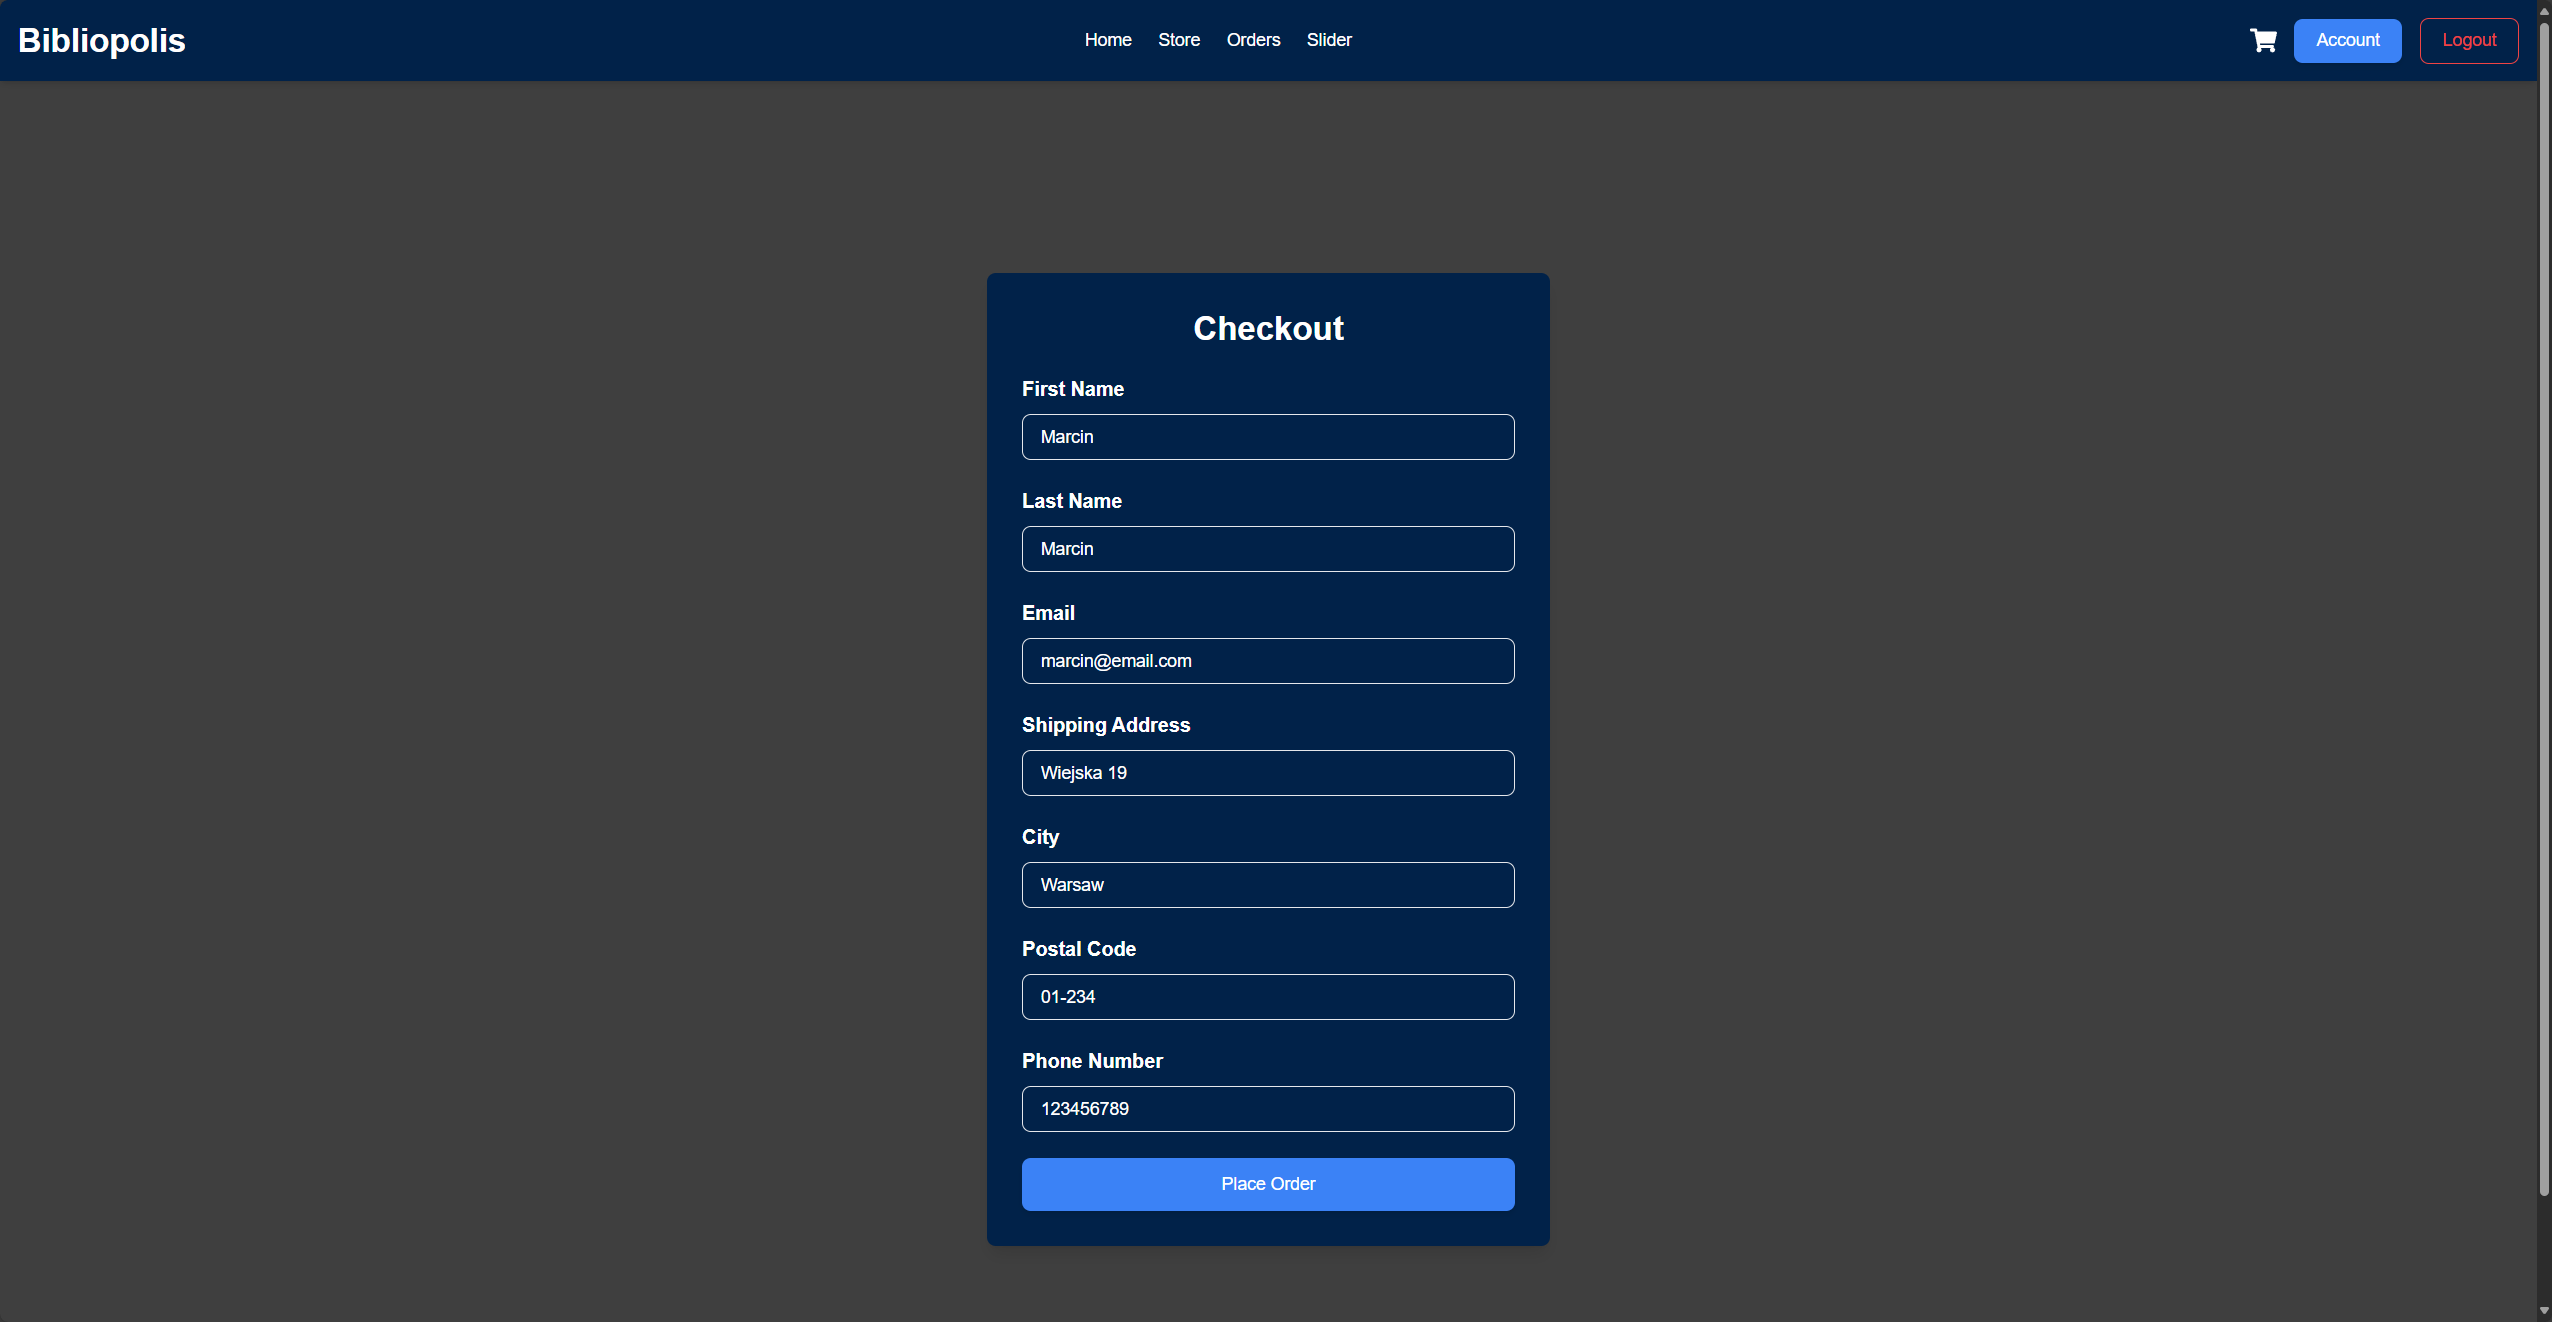 Bibliopolis
Home Store Orders Slider
Account Logout
Checkout
First Name
Marcin
Last Name
Marcin
Email
marcin@email.com
Shipping Address
Wiejska 19
City
Warsaw
Postal Code
01-234
Phone Number
123456789
Place Order